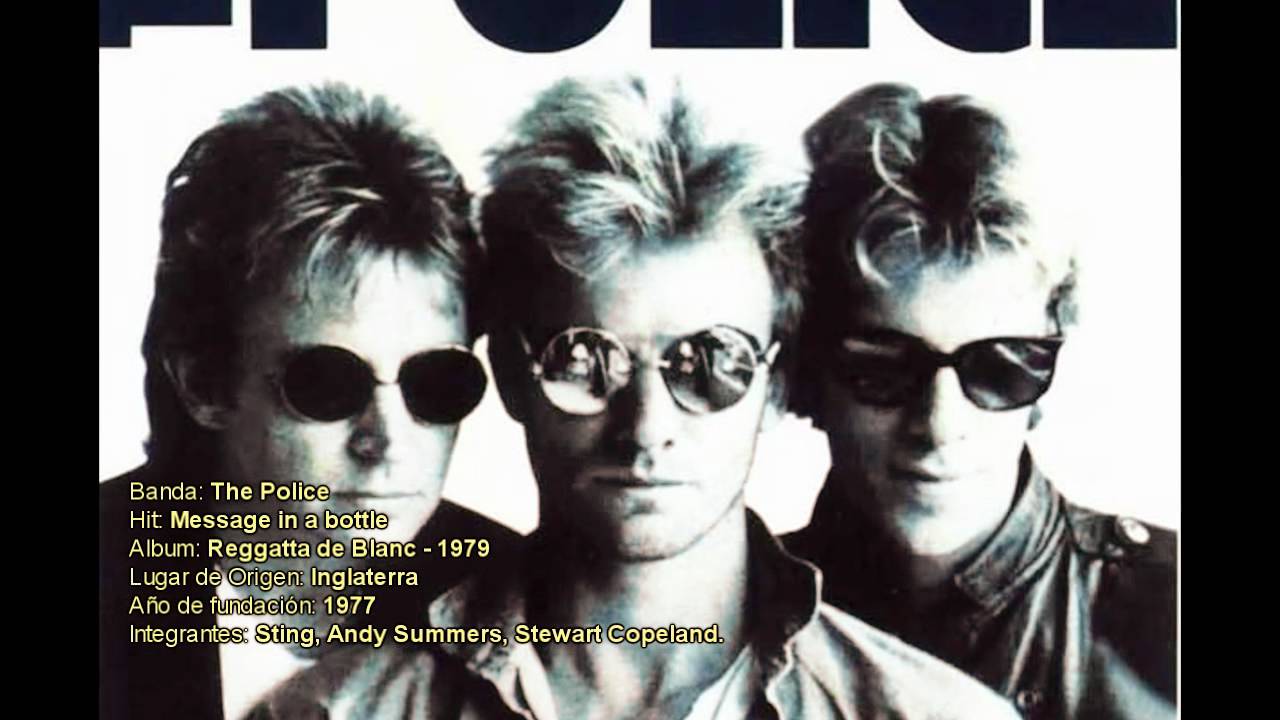 POLICE
Banda: The Police
Hit: Message in a bottle
Album: Reggatta de Blanc - 1979
Lugar de Origen: Inglaterra
Año de fundación: 1977
Integrantes: Sting, Andy Summers, Stewart Copeland.